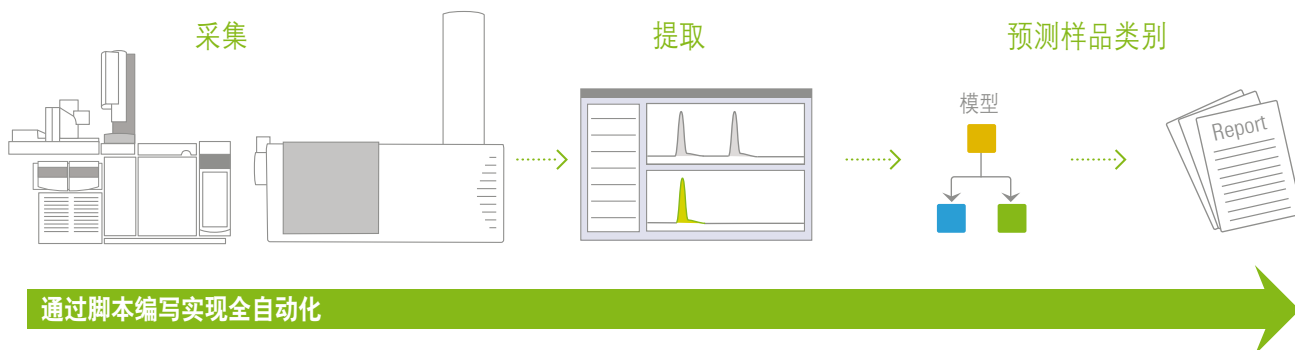 采集
提取
预测样品类别
模型
Report
通过脚本编写实现全自动化